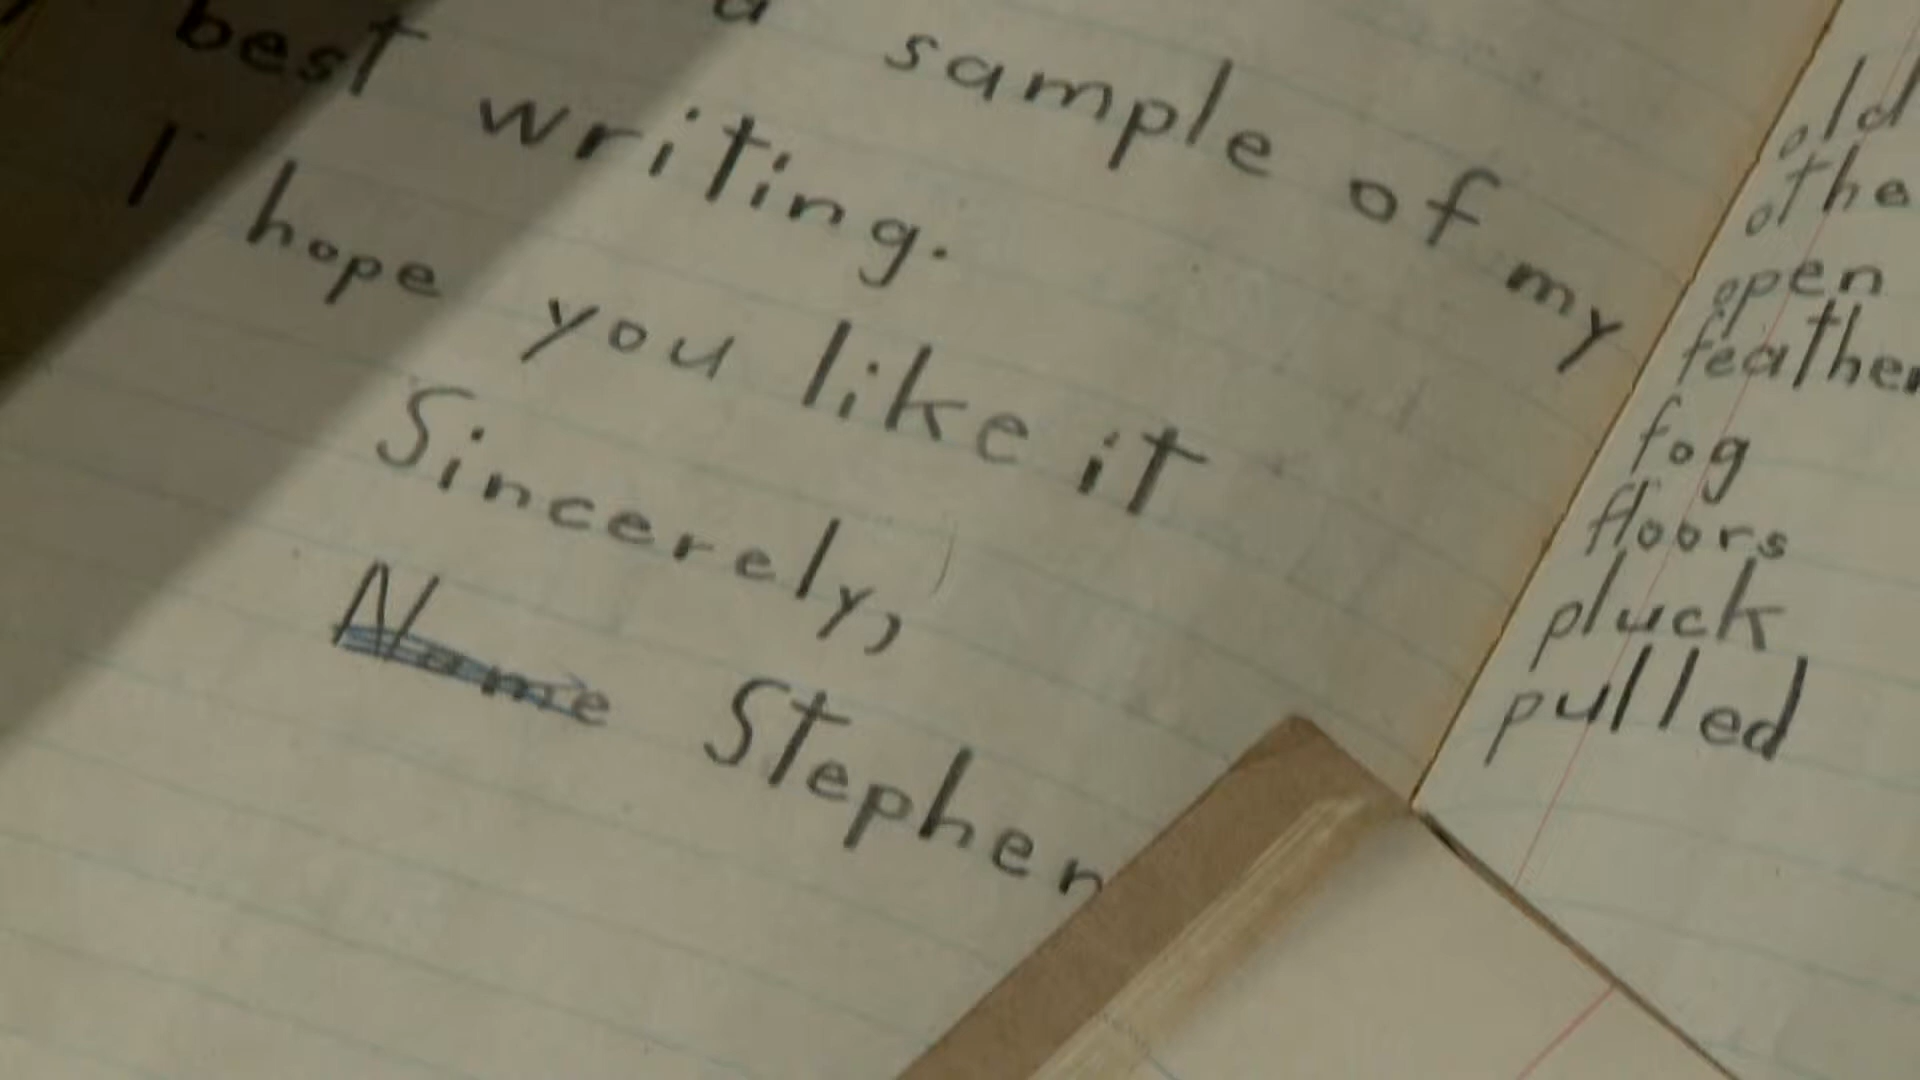 a sample of my
best writing.
I hope you like it
Sincerely,
Name Stephen
old
othe
open
feather
fog
floors
pluck
pulled